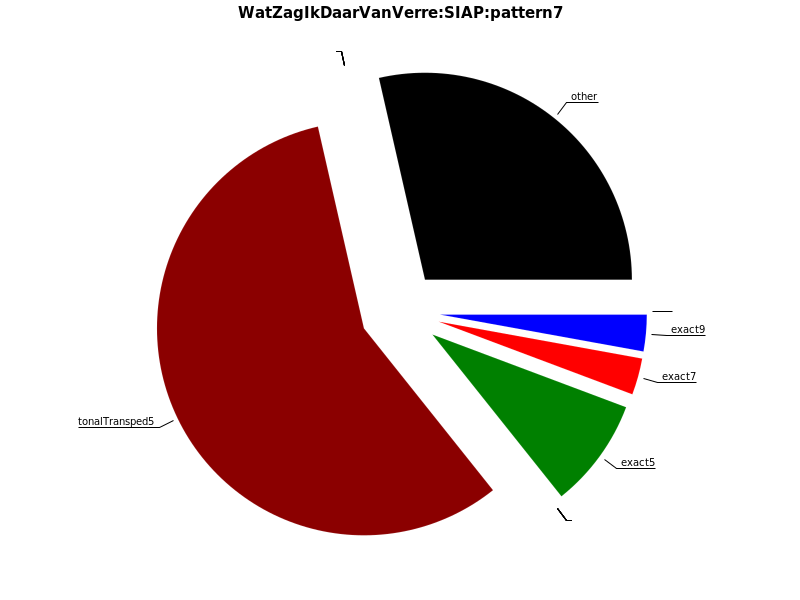 WatZagIkDaarVanVerre:SIAP:pattern7
other
exact9
exact7
tonalTransped5
exact5